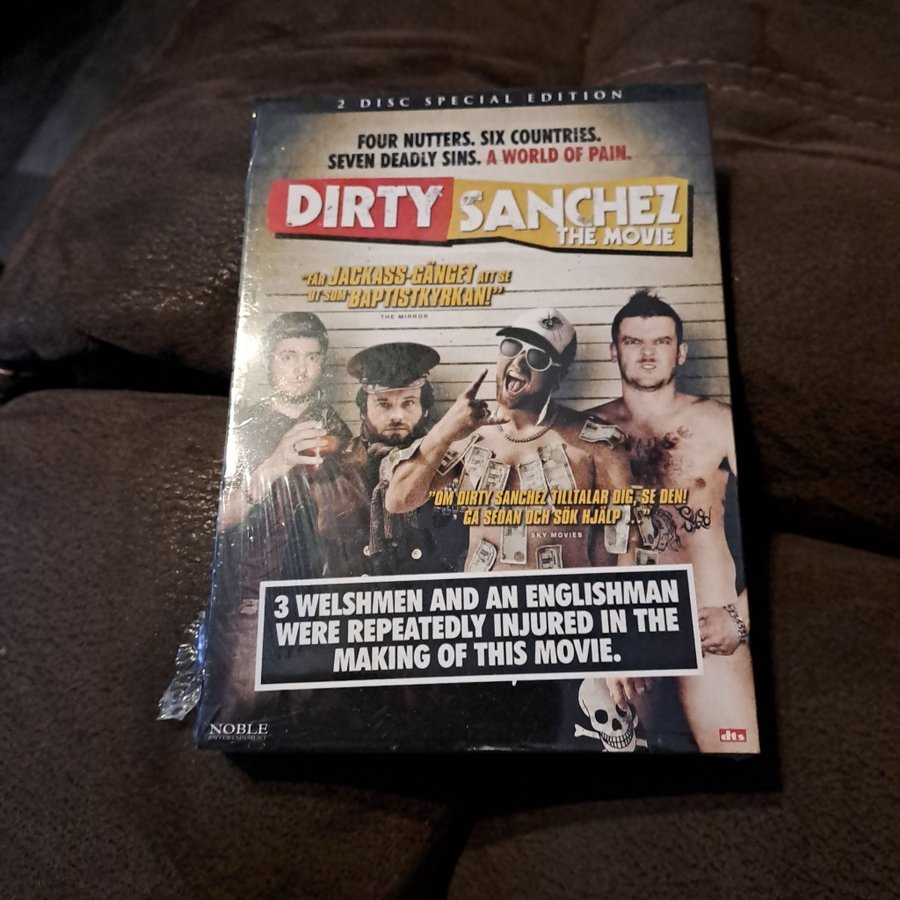 2 DISC SPECIAL EDITION
FOUR NUTTERS. SIX COUNTRIES.
SEVEN DEADLY SINS. A WORLD OF PAIN.
DIRTY SANCHEZ
THE MOVIE
"FÅR JACKASS-GÄNGET ATT SE
UT SOM BAPTISTKYRKAN!"
THE MIRROR
"OM DIRTY SANCHEZ TILLTALAR DIG, SE DEN!
GÅ SEDAN OCH SÖK HJÄLP . . ."
SKY MOVIES
3 WELSHMEN AND AN ENGLISHMAN
WERE REPEATEDLY INJURED IN THE
MAKING OF THIS MOVIE.
NOBLE
ENTERTAINMENT
dts